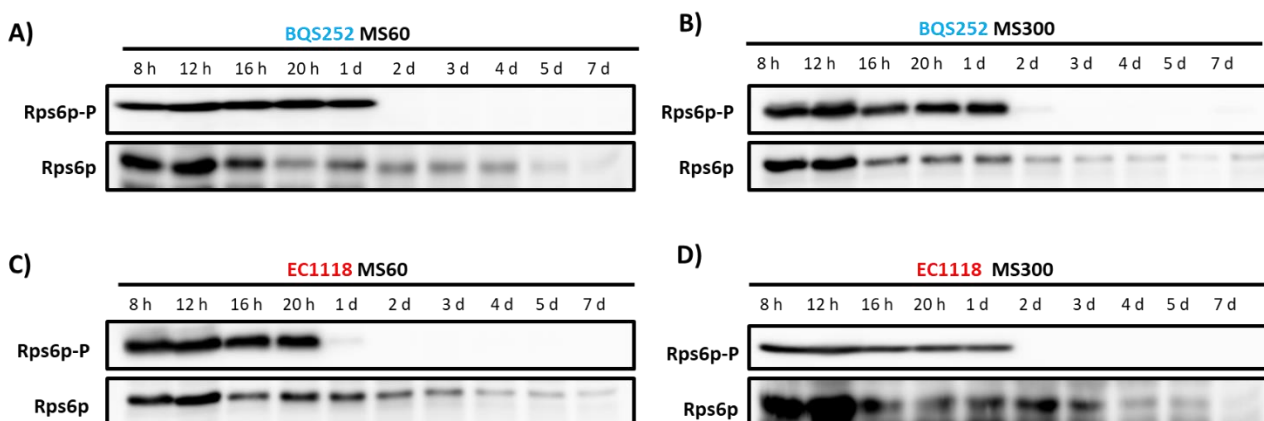 A)
BQS252 MS60
8 h 12 h 16 h 20 h 1 d 2 d 3 d 4 d 5 d 7 d
Rps6p-P
Rps6p
B)
BQS252 MS300
8 h 12 h 16 h 20 h 1 d 2 d 3 d 4 d 5 d 7 d
Rps6p-P
Rps6p
C)
EC1118 MS60
8 h 12 h 16 h 20 h 1 d 2 d 3 d 4 d 5 d 7 d
Rps6p-P
Rps6p
D)
EC1118 MS300
8 h 12 h 16 h 20 h 1 d 2 d 3 d 4 d 5 d 7 d
Rps6p-P
Rps6p